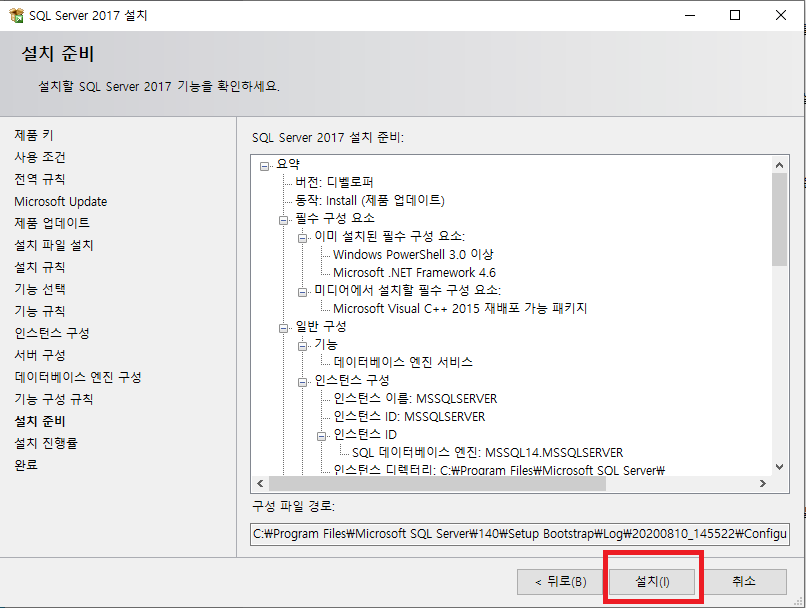 SQL Server 2017 설치
설치 준비
설치할 SQL Server 2017 기능을 확인하세요.
제품 키
사용 조건
전역 규칙
Microsoft Update
제품 업데이트
설치 파일 설치
설치 규칙
기능 선택
기능 규칙
인스턴스 구성
서버 구성
데이터베이스 엔진 구성
기능 구성 규칙
설치 준비
설치 진행률
완료
SQL Server 2017 설치 준비:
요약
버전: 디벨로퍼
동작: Install (제품 업데이트)
필수 구성 요소
이미 설치된 필수 구성 요소:
Windows PowerShell 3.0 이상
Microsoft .NET Framework 4.6
미디어에서 설치할 필수 구성 요소:
Microsoft Visual C++ 2015 재배포 가능 패키지
일반 구성
기능
데이터베이스 엔진 서비스
인스턴스 구성
인스턴스 이름: MSSQLSERVER
인스턴스 ID: MSSQLSERVER
인스턴스 ID
SQL 데이터베이스 엔진: MSSQL14.MSSQLSERVER
인스턴스 디렉터리: C:₩Program Files₩Microsoft SQL Server₩
구성 파일 경로:
C:₩Program Files₩Microsoft SQL Server₩140₩Setup Bootstrap₩Log₩20200810_145522₩Configu
< 뒤로(B)
설치(I)
취소